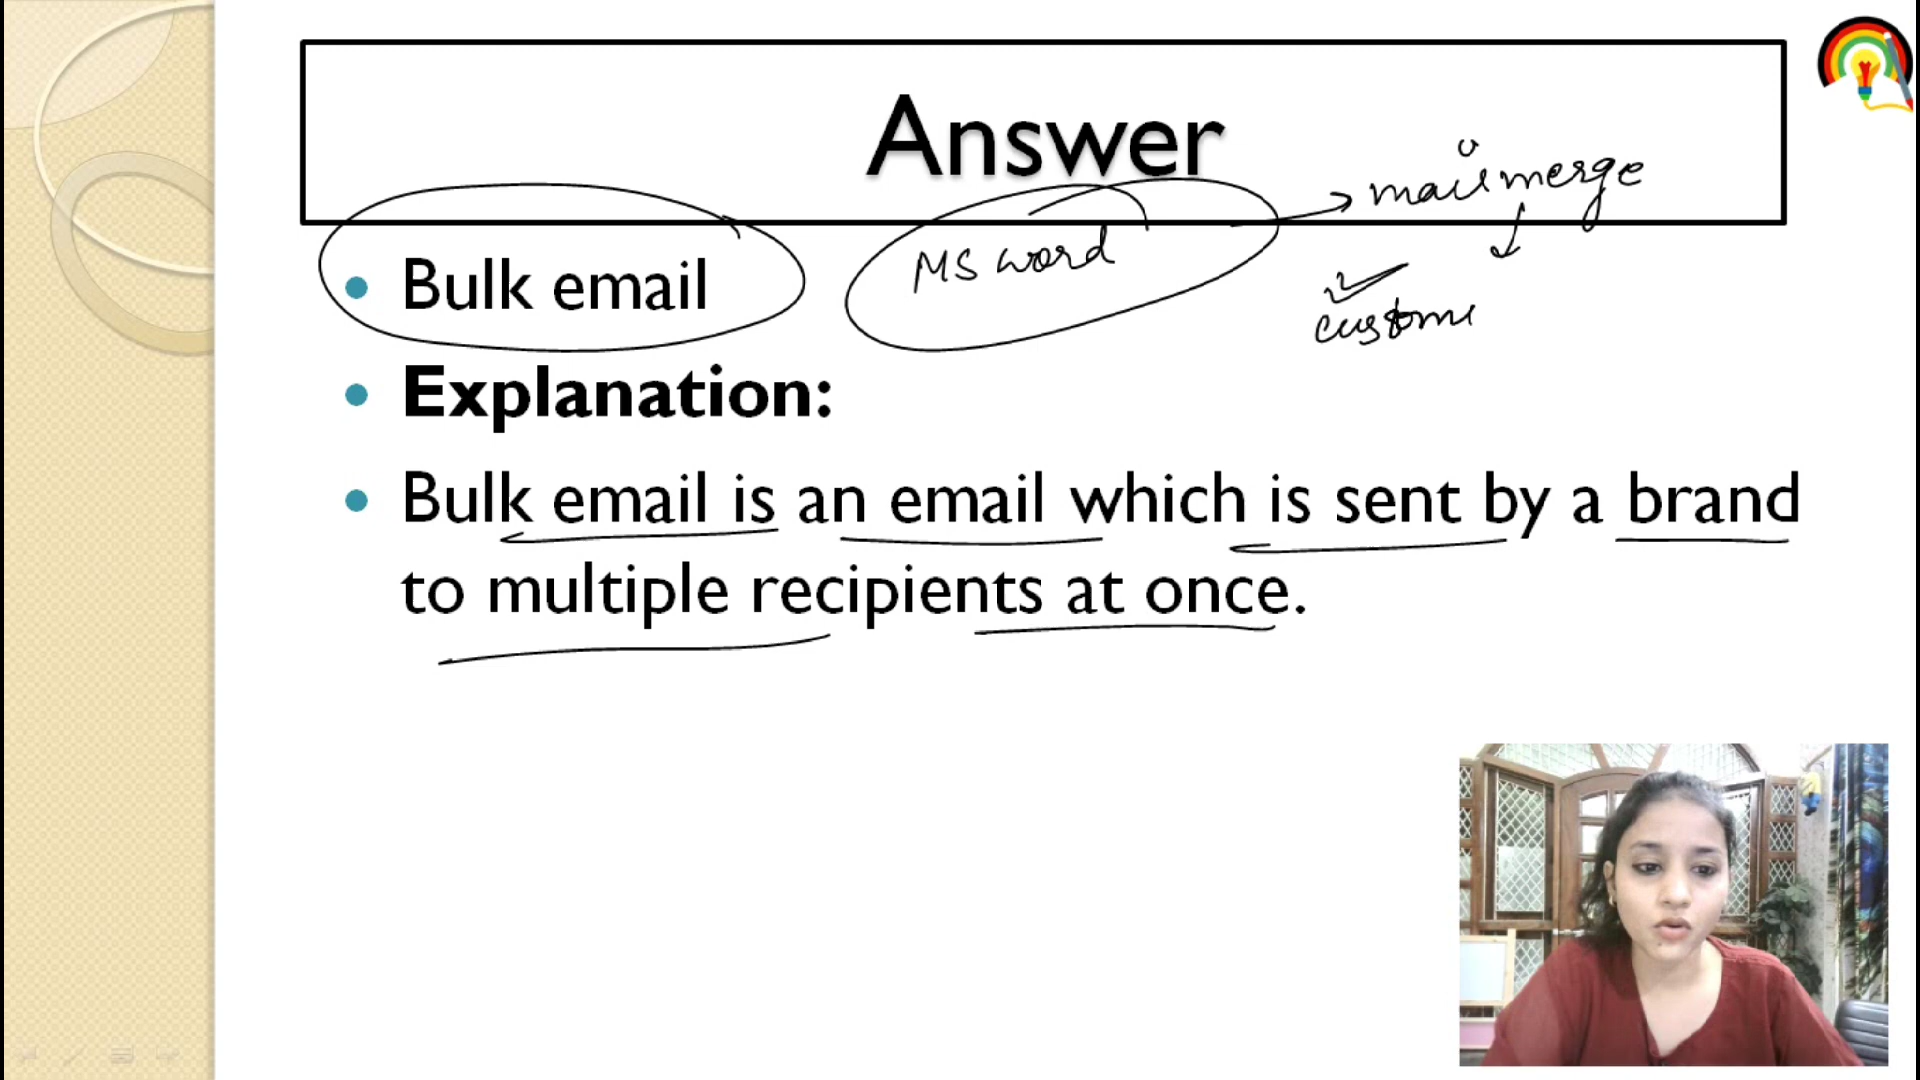 Answer
mail merge
Bulk email
MS word
custome
Explanation:
Bulk email is an email which is sent by a brand
to multiple recipients at once.